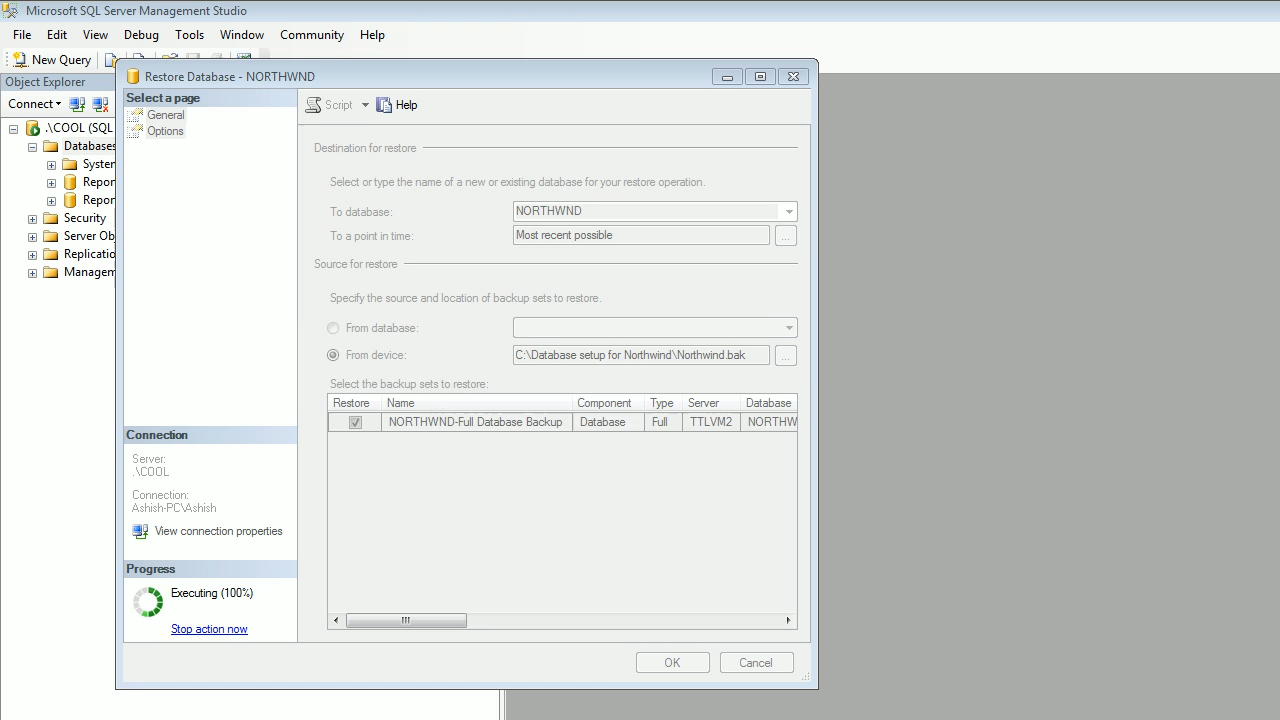 Microsoft SQL Server Management Studio
File Edit View Debug Tools Window Community Help
New Query
Object Explorer
Connect
.\COOL (SQL
Databases
System
Repor
Repor
Security
Server Ob
Replicatio
Managem
Restore Database - NORTHWND
Select a page
General
Options
Script Help
Destination for restore
Select or type the name of a new or existing database for your restore operation.
To database: NORTHWND
To a point in time: Most recent possible ...
Source for restore
Specify the source and location of backup sets to restore.
From database:
From device: C:\Database setup for Northwind\Northwind.bak ...
Select the backup sets to restore:
Restore Name Component Type Server Database
NORTHWND-Full Database Backup Database Full TTLVM2 NORTHW
Connection
Server:
.\COOL
Connection:
Ashish-PC\Ashish
View connection properties
Progress
Executing (100%)
Stop action now
OK Cancel